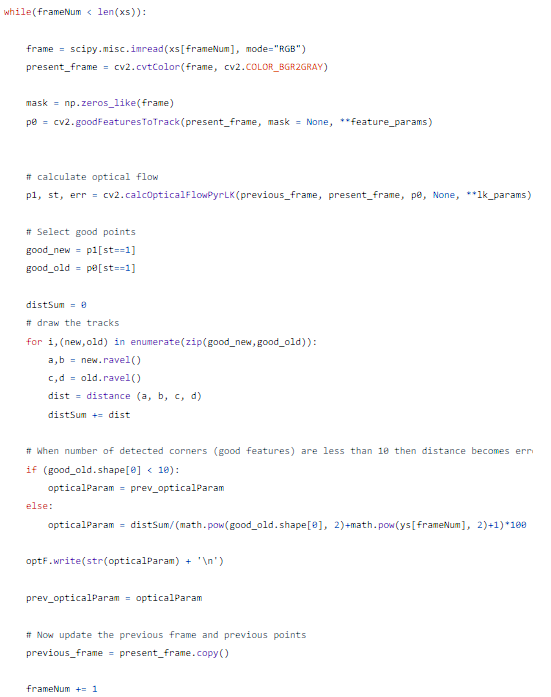 while(frameNum < len(xs)):
frame = scipy.misc.imread(xs[frameNum], mode="RGB")
present_frame = cv2.cvtColor(frame, cv2.COLOR_BGR2GRAY)
mask = np.zeros_like(frame)
p0 = cv2.goodFeaturesToTrack(present_frame, mask = None, **feature_params)
# calculate optical flow
p1, st, err = cv2.calcOpticalFlowPyrLK(previous_frame, present_frame, p0, None, **lk_params)
# Select good points
good_new = p1[st==1]
good_old = p0[st==1]
distSum = 0
# draw the tracks
for i,(new,old) in enumerate(zip(good_new,good_old)):
a,b = new.ravel()
c,d = old.ravel()
dist = distance (a, b, c, d)
distSum += dist
# When number of detected corners (good features) are less than 10 then distance becomes err
if (good_old.shape[0] < 10):
opticalParam = prev_opticalParam
else:
opticalParam = distSum/(math.pow(good_old.shape[0], 2)+math.pow(ys[frameNum], 2)+1)*100
optF.write(str(opticalParam) + '\n')
prev_opticalParam = opticalParam
# Now update the previous frame and previous points
previous_frame = present_frame.copy()
frameNum += 1